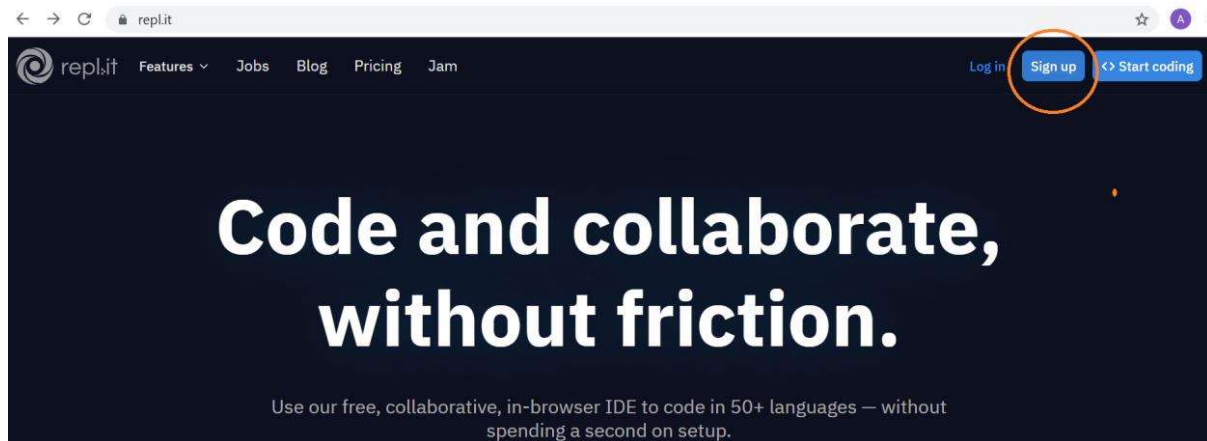 repl.it
A
repl.it Features Jobs Blog Pricing Jam Log in Sign up <> Start coding
Code and collaborate,
without friction.
Use our free, collaborative, in-browser IDE to code in 50+ languages — without
spending a second on setup.